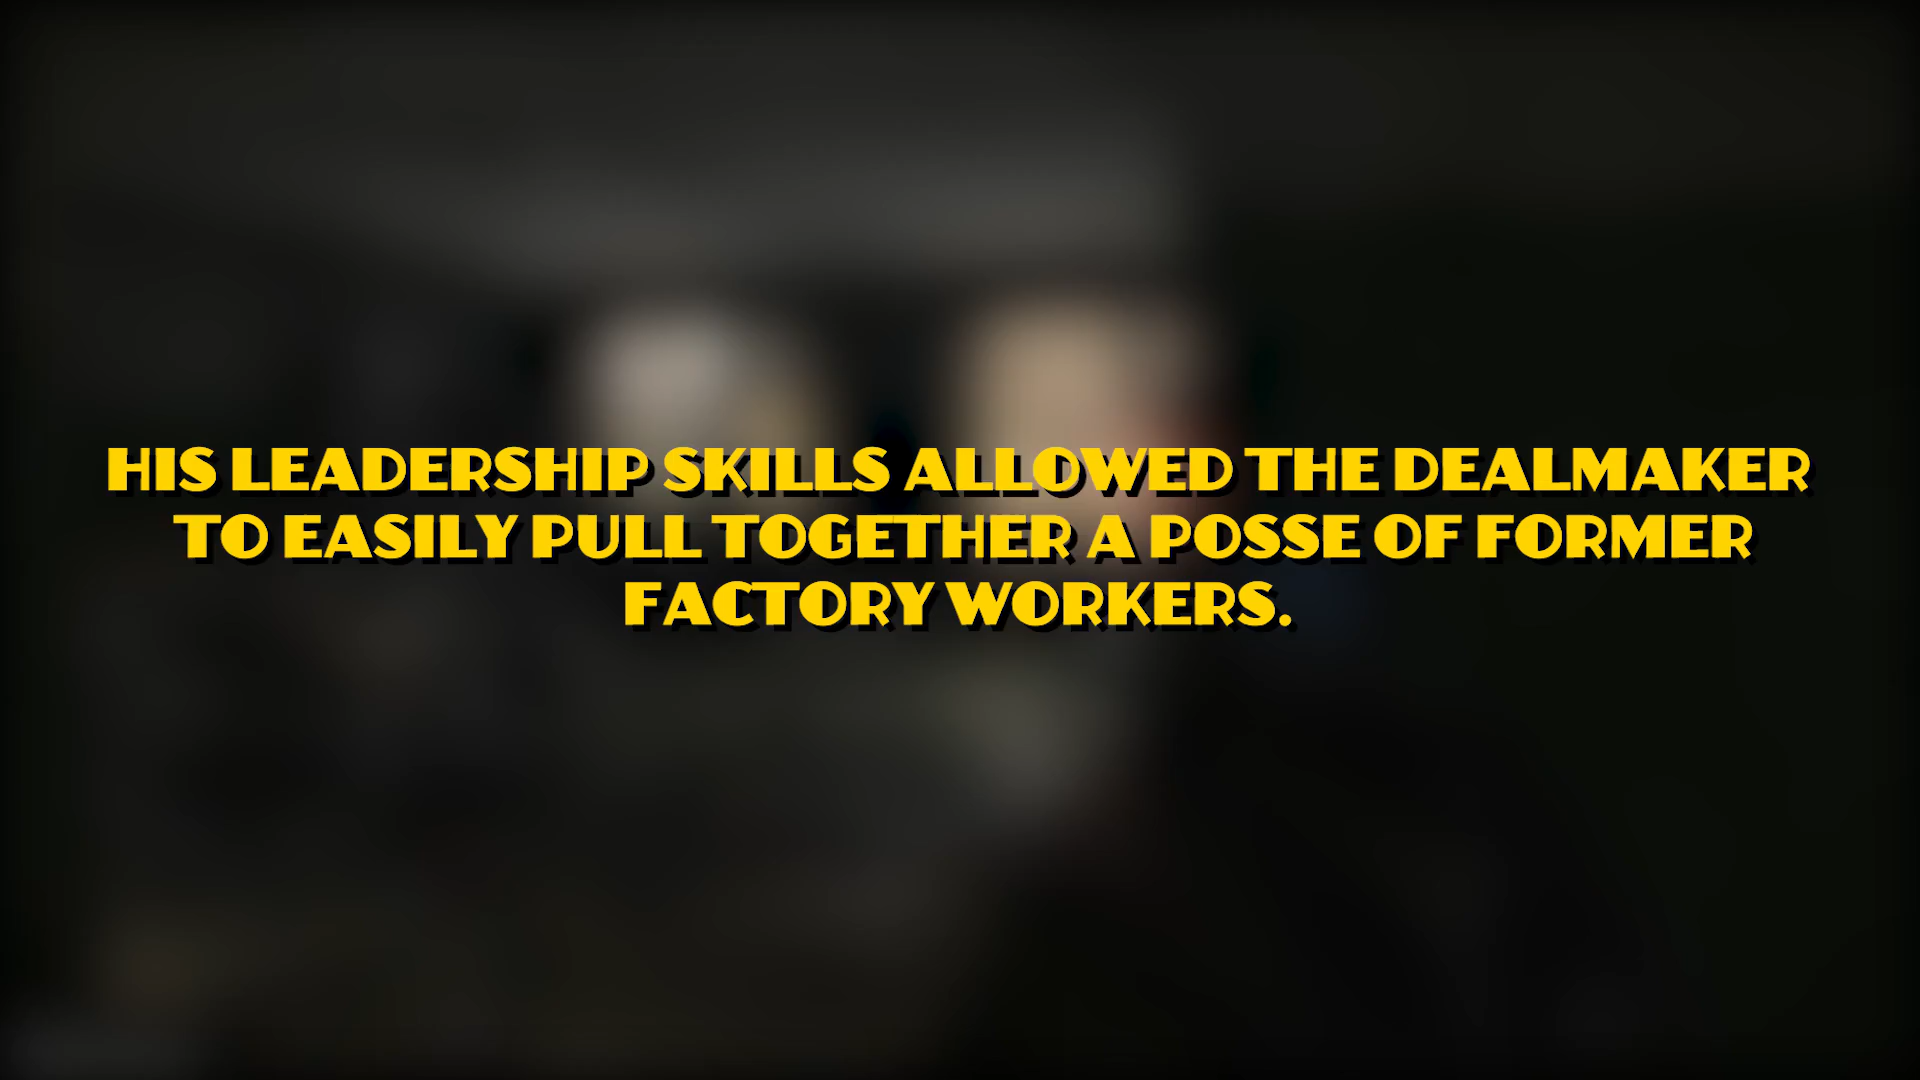 HIS LEADERSHIP SKILLS ALLOWED THE DEALMAKER
TO EASILY PULL TOGETHER A POSSE OF FORMER
FACTORY WORKERS.